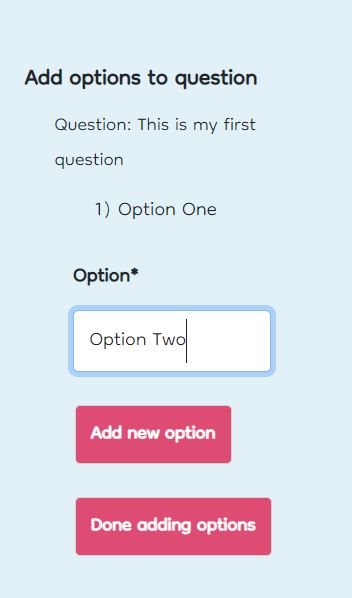 Add options to question
Question: This is my first
question
1) Option One
Option*
Option Two
Add new option
Done adding options